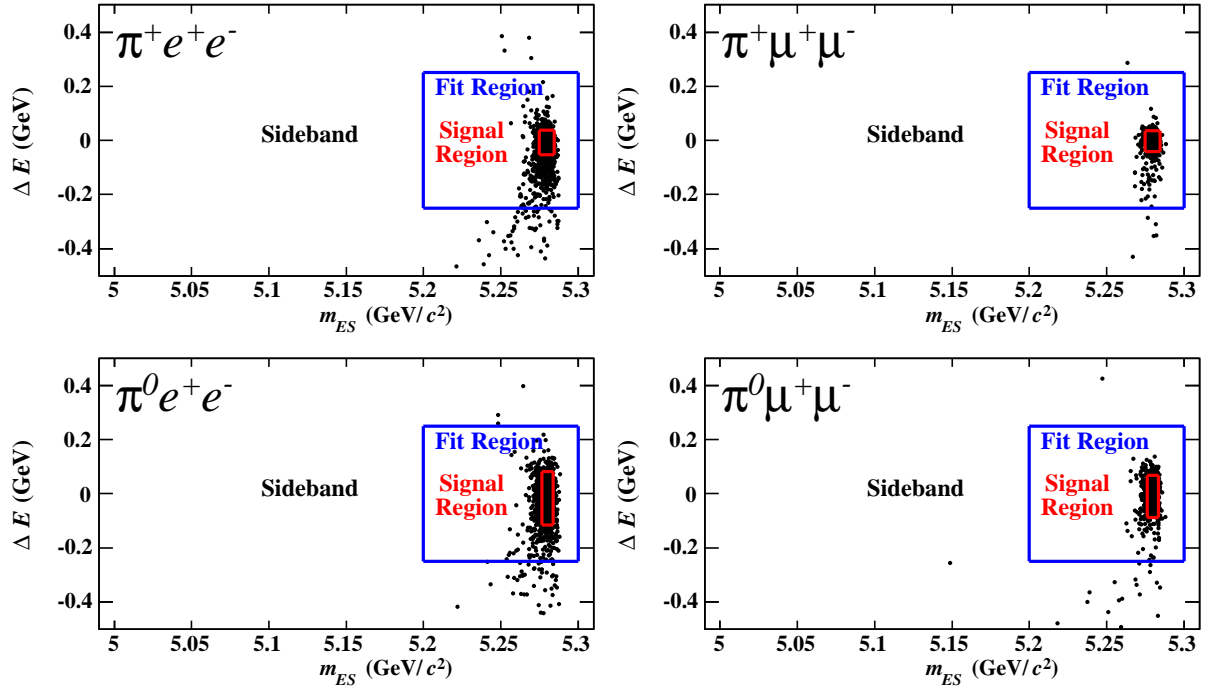 π⁺e⁺e⁻
Fit Region
Sideband
Signal
Region
Δ E (GeV)
0.4
0.2
0
-0.2
-0.4
5 5.05 5.1 5.15 5.2 5.25 5.3
m_ES (GeV/c²)
π⁺μ⁺μ⁻
Fit Region
Sideband
Signal
Region
Δ E (GeV)
0.4
0.2
0
-0.2
-0.4
5 5.05 5.1 5.15 5.2 5.25 5.3
m_ES (GeV/c²)
π⁰e⁺e⁻
Fit Region
Sideband
Signal
Region
Δ E (GeV)
0.4
0.2
0
-0.2
-0.4
5 5.05 5.1 5.15 5.2 5.25 5.3
m_ES (GeV/c²)
π⁰μ⁺μ⁻
Fit Region
Sideband
Signal
Region
Δ E (GeV)
0.4
0.2
0
-0.2
-0.4
5 5.05 5.1 5.15 5.2 5.25 5.3
m_ES (GeV/c²)